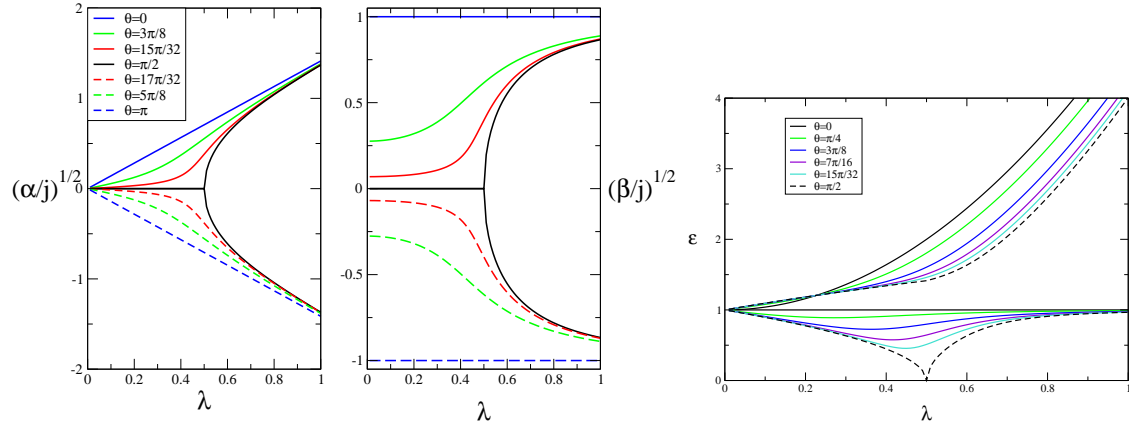 2
1
0
-1
-2
(α/j)^{1/2}
θ=0
θ=3π/8
θ=15π/32
θ=π/2
θ=17π/32
θ=5π/8
θ=π
0 0.2 0.4 0.6 0.8 1
λ
1
0.5
0
-0.5
-1
(β/j)^{1/2}
0 0.2 0.4 0.6 0.8 1
λ
4
3
2
1
0
ε
θ=0
θ=π/4
θ=3π/8
θ=7π/16
θ=15π/32
θ=π/2
0 0.2 0.4 0.6 0.8 1
λ